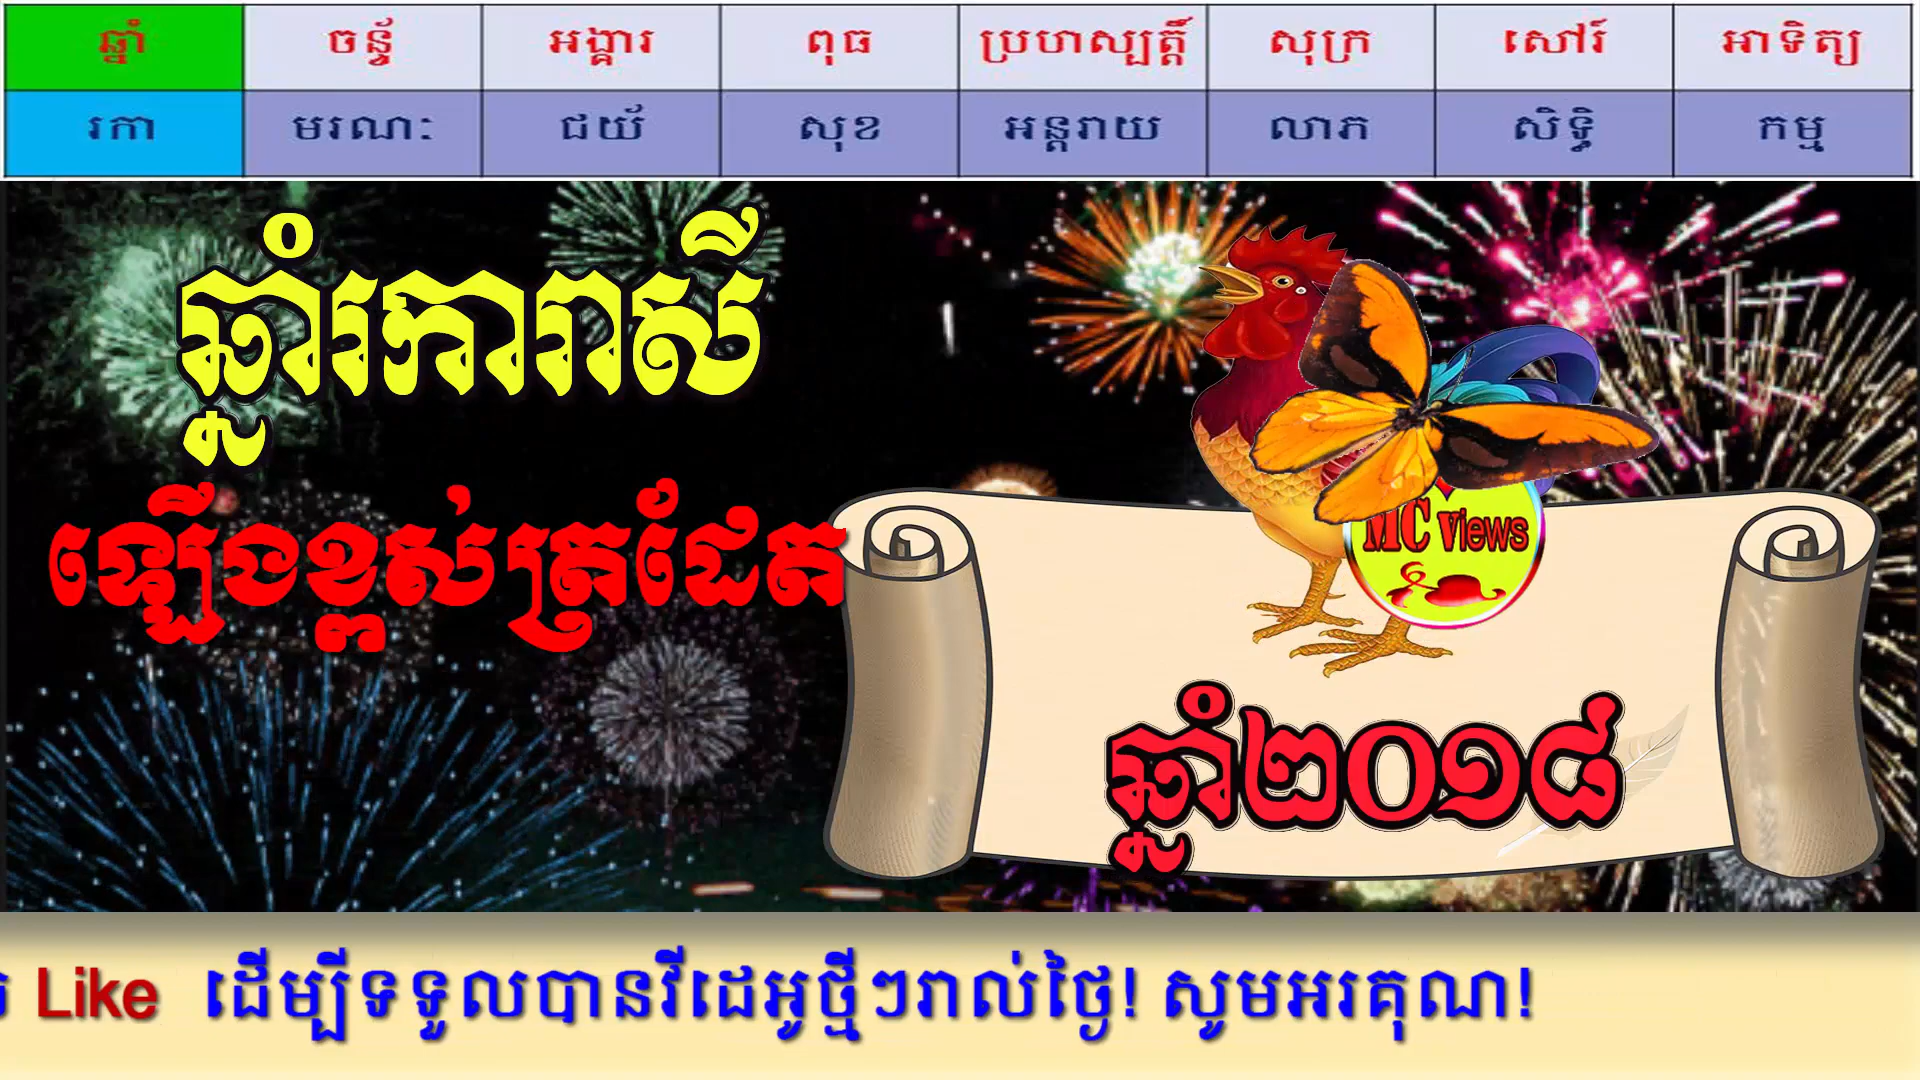 ឆ្នាំ ចន្ទ័ អង្គារ ពុធ ប្រហស្បត្តិ៍ សុក្រ សៅរ៍ អាទិត្យ
រកា មរណៈ ជយ័ សុខ អន្តរាយ លាភ សិទ្ធិ កម្ម
ឆ្នាំរការាសី
ឡើងខ្ពស់ត្រដែត
MC Views
ឆ្នាំ២០១៨
Like ដើម្បីទទួលបានវីដេអូថ្មីៗរាល់ថ្ងៃ! សូមអរគុណ!